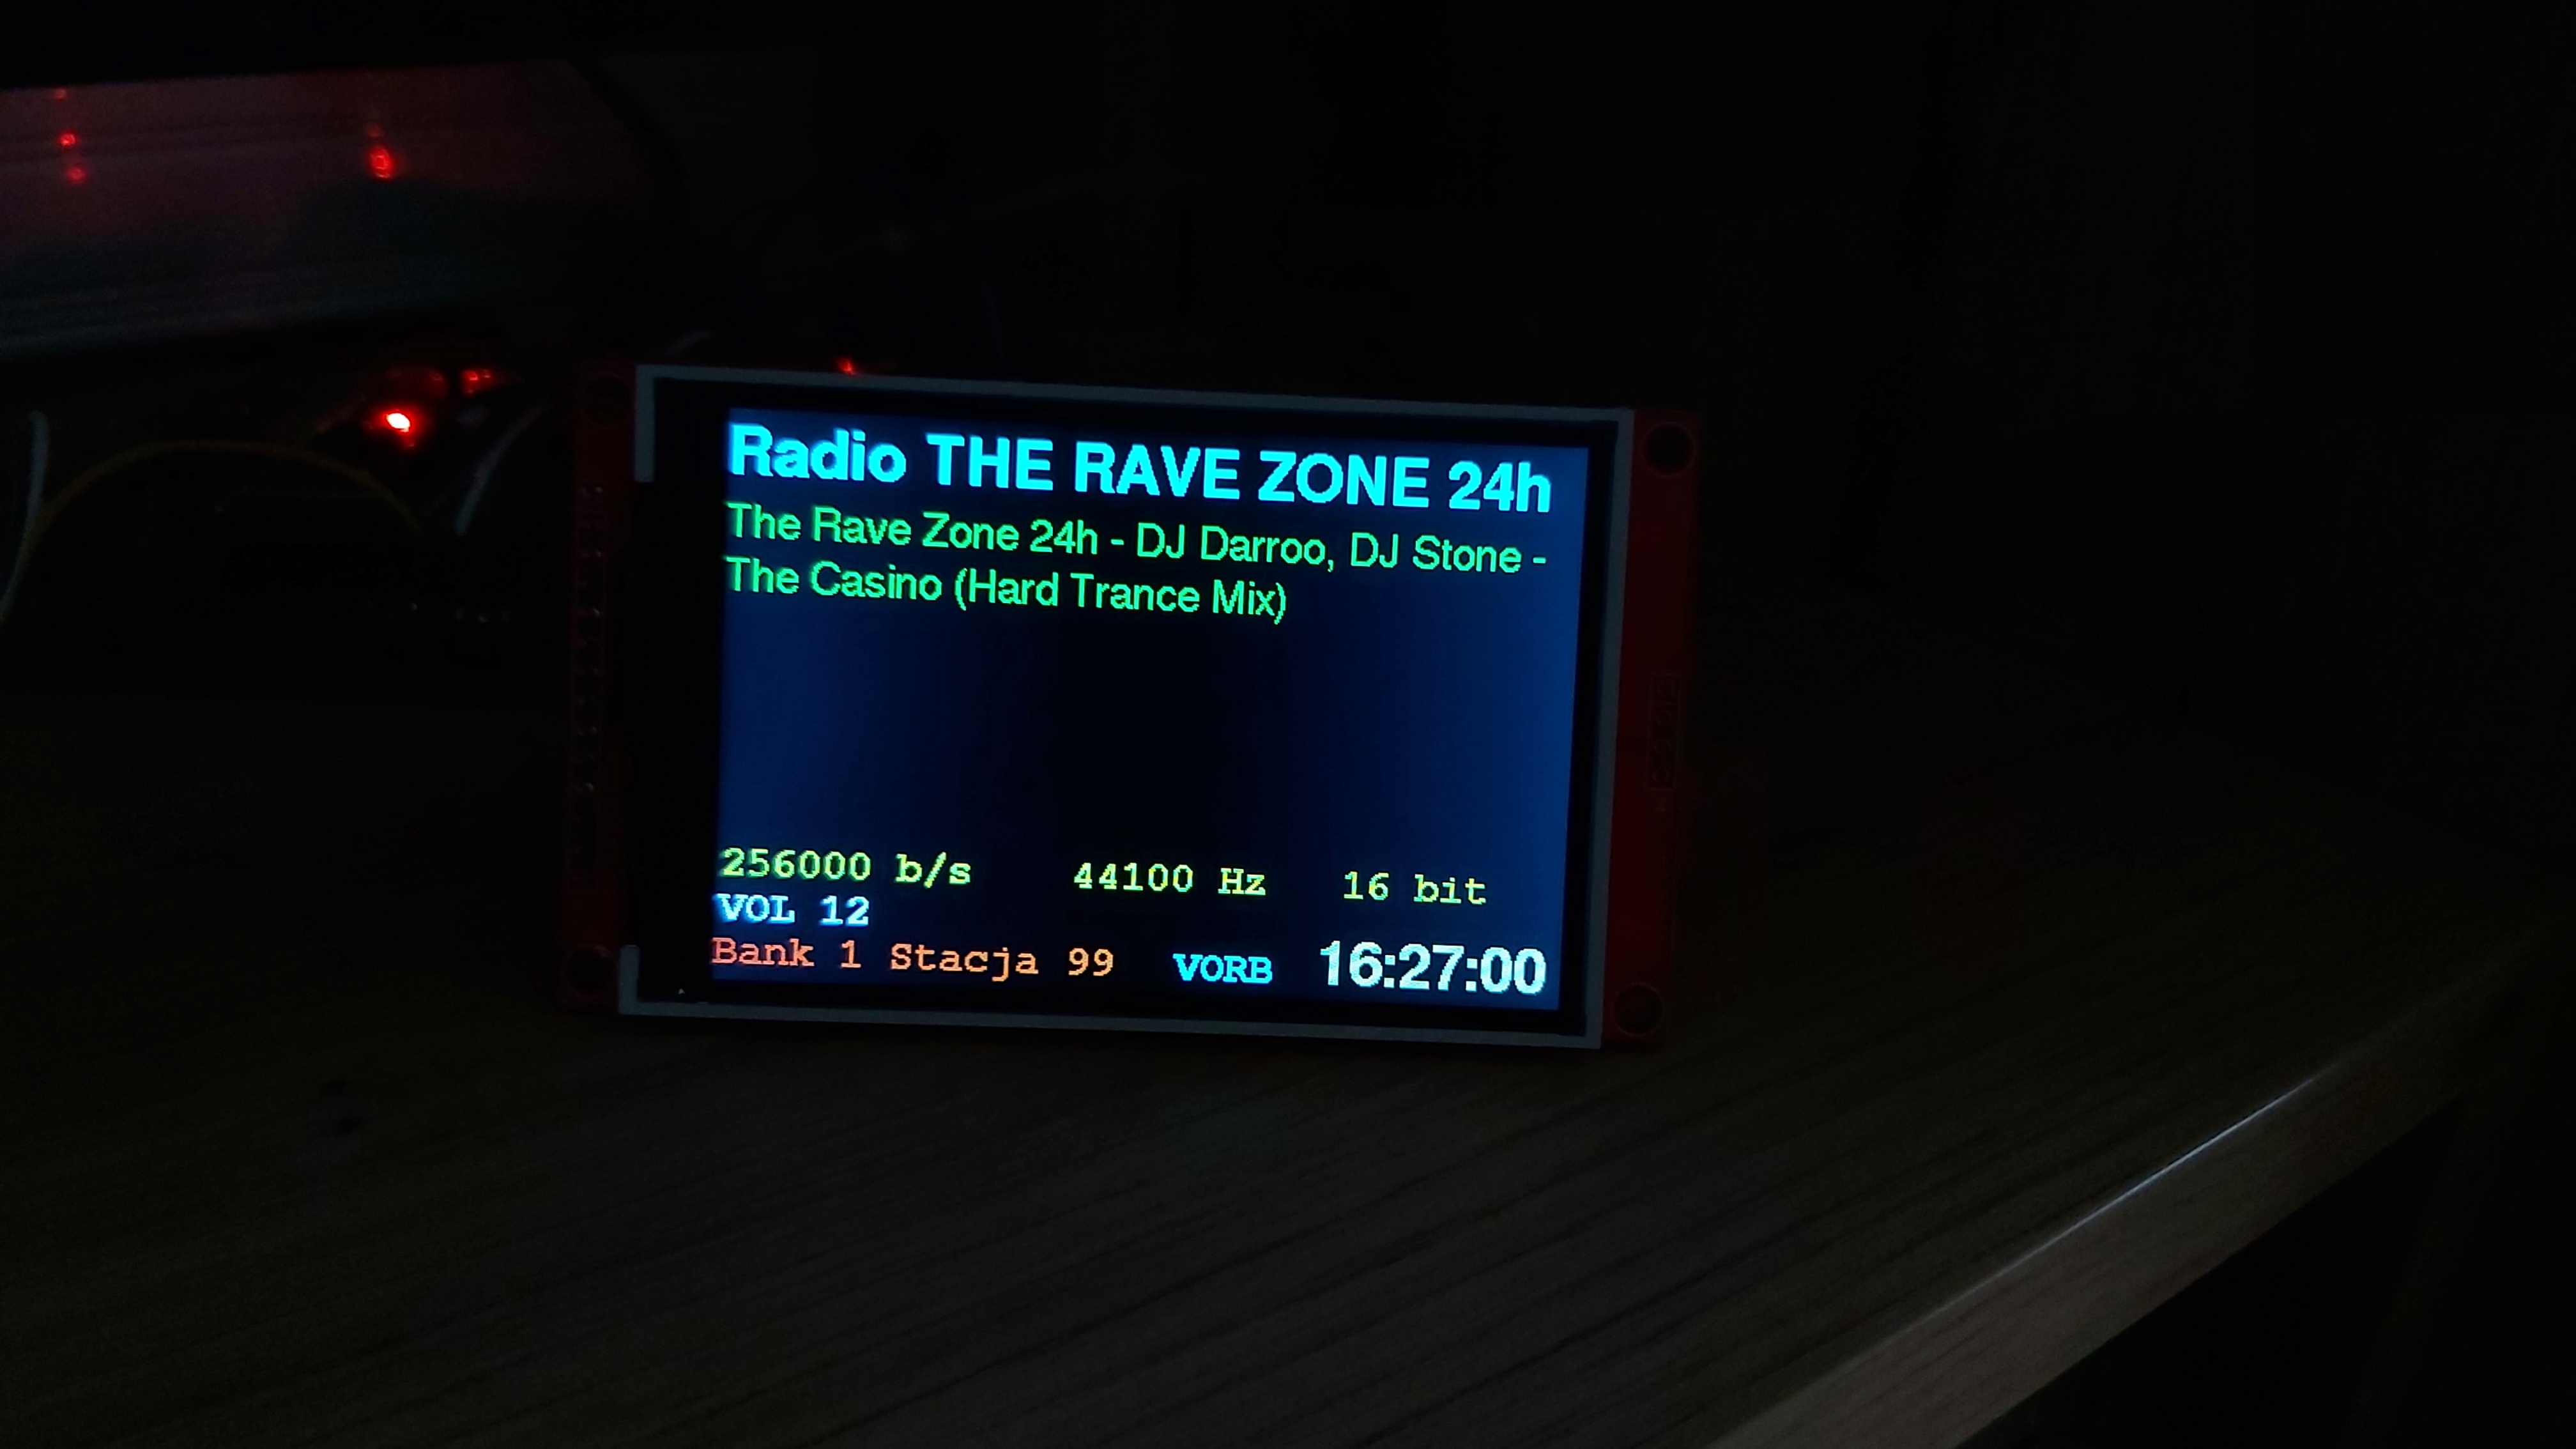 Radio THE RAVE ZONE 24h
The Rave Zone 24h - DJ Darroo, DJ Stone -
The Casino (Hard Trance Mix)
256000 b/s 44100 Hz 16 bit
VOL 12
Bank 1 Stacja 99 VORB 16:27:00